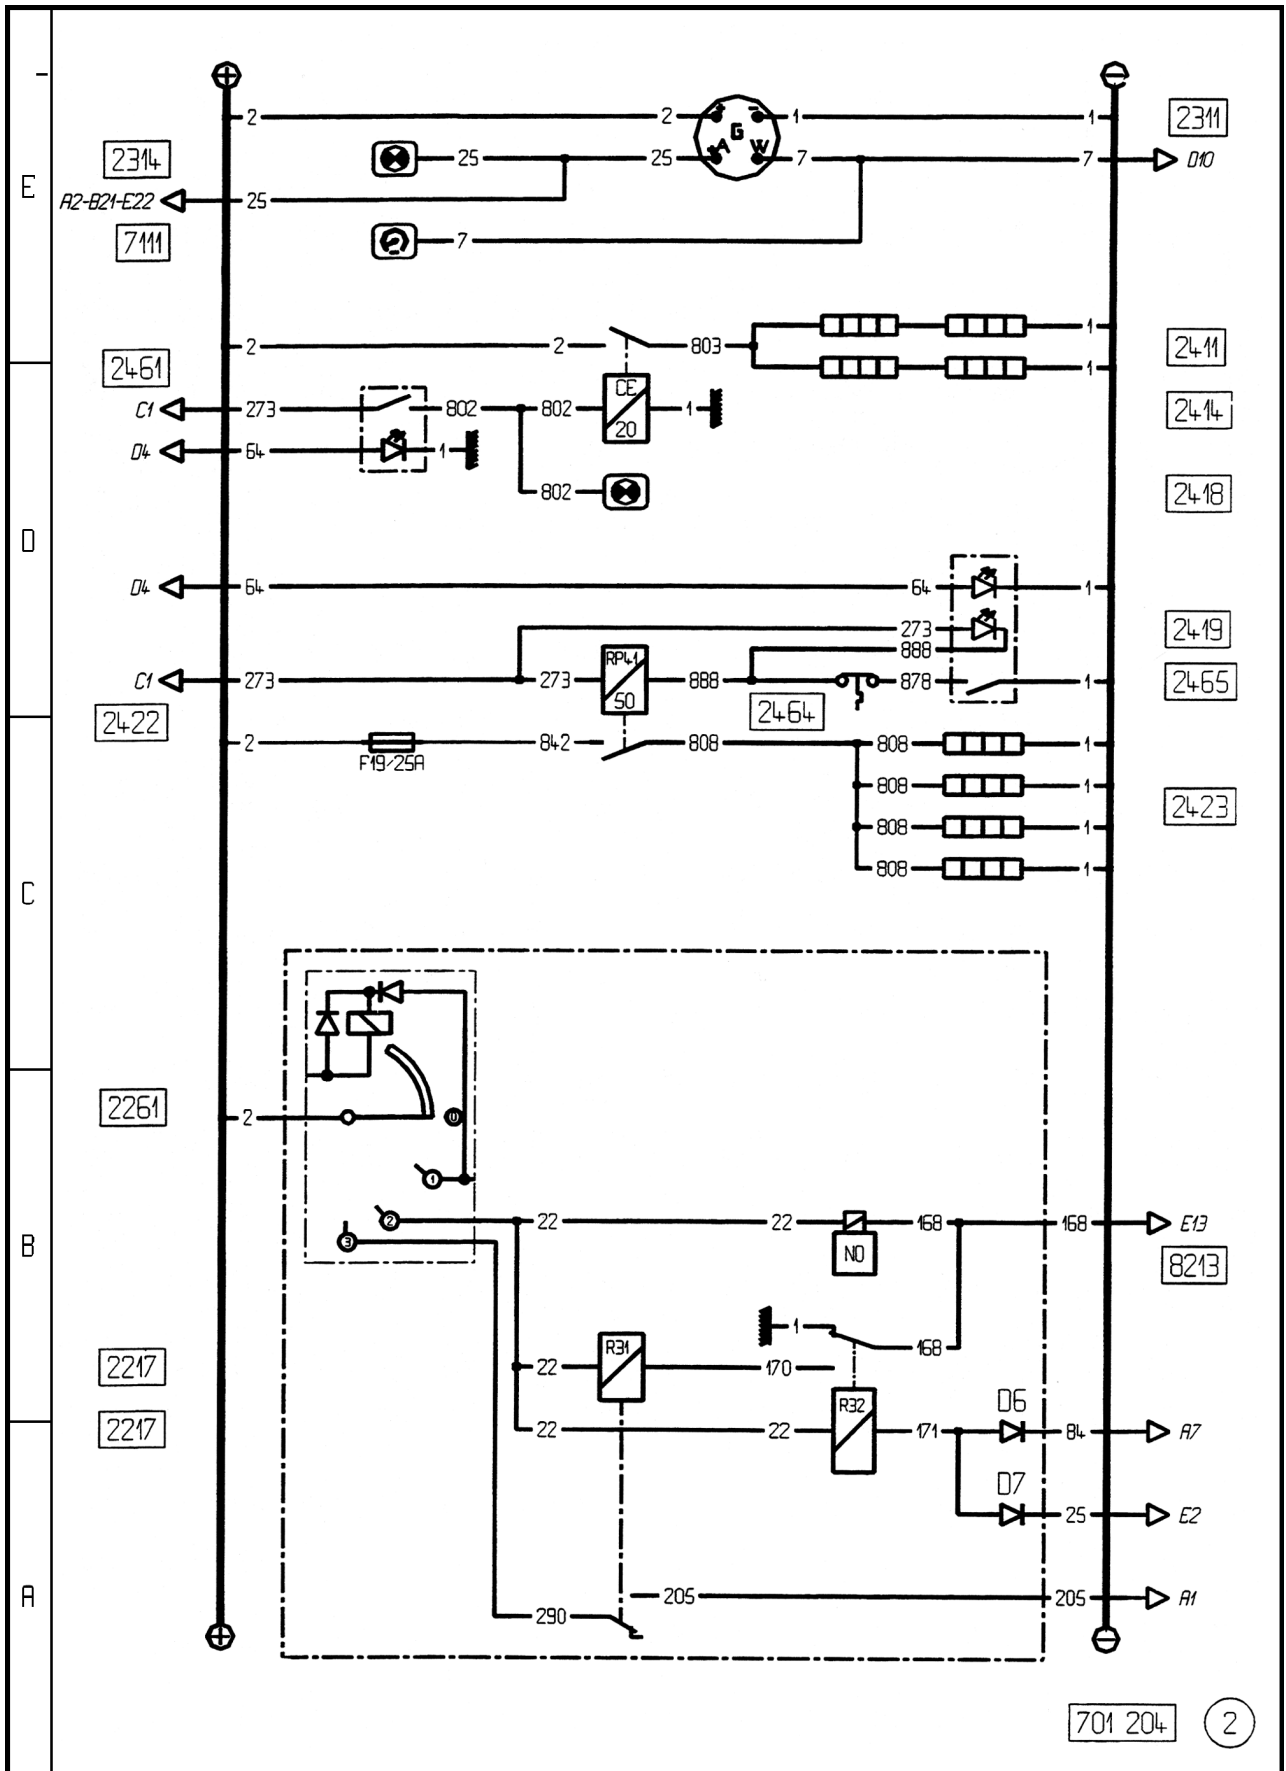 2 2 + − 1 1 2311
2314 25 25 +A G W 7 7 D10
E
A2-B21-E22 25
7111 7
2 2 803 1 2411
2461 1
C1 273 802 802 CE 20 1 2414
D4 64 1
802 2418
D
D4 64 64 1
273 2419
888
C1 273 273 RP41 50 888 878 1 2465
2422 2464
2 F19/25A 842 808 808 1
808 1 2423
808 1
808 1
C
2261 2 0
1
2 22 22 168 168 E13
B
3 N0 8213
1
168
2217 22 R31 170
R32 D6
2217 22 22 171 84 A7
D7
25 E2
A
205 205 A1
290
701 204 2